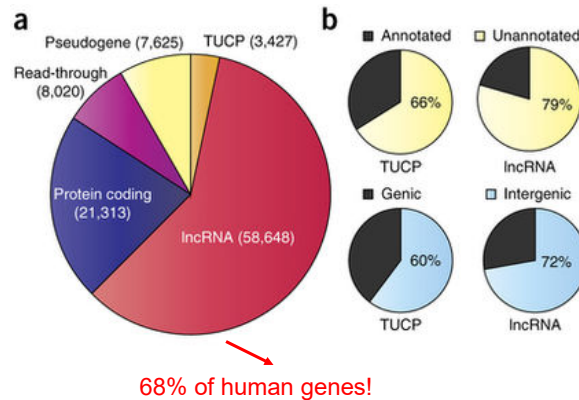 a
Pseudogene (7,625)
TUCP (3,427)
Read-through
(8,020)
Protein coding
(21,313)
lncRNA (58,648)
68% of human genes!
b
Annotated
Unannotated
66%
79%
TUCP
lncRNA
Genic
Intergenic
60%
72%
TUCP
lncRNA